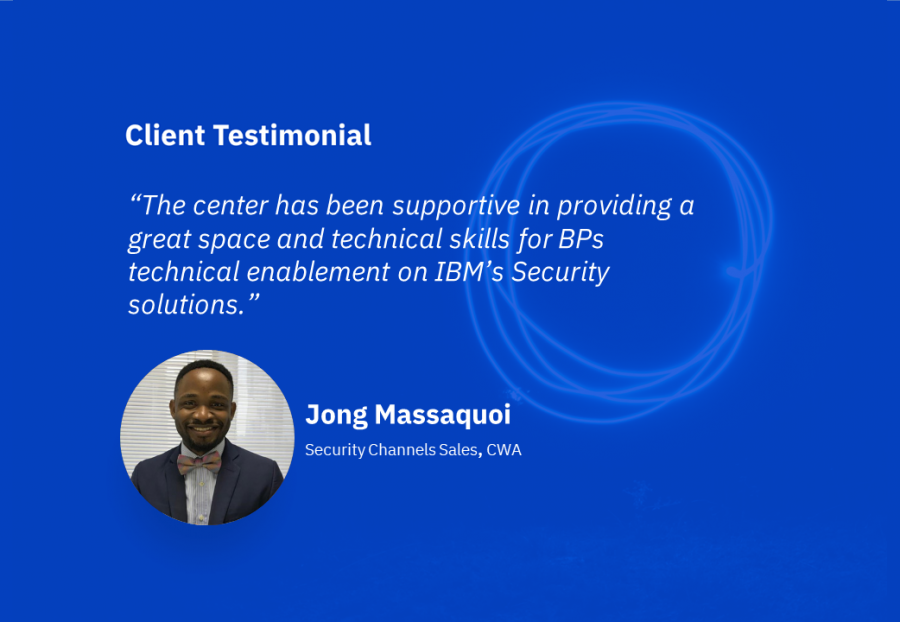 Client Testimonial
“The center has been supportive in providing a
great space and technical skills for BPs
technical enablement on IBM’s Security
solutions.”
Jong Massaquoi
Security Channels Sales, CWA